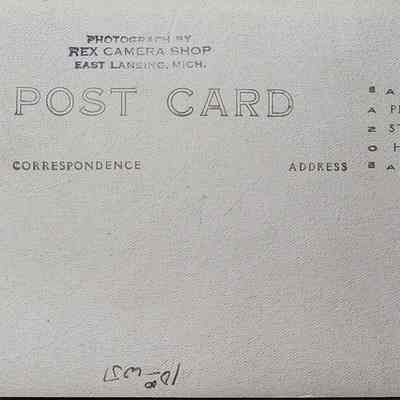 PHOTOGRAPH BY
REX CAMERA SHOP
EAST LANSING, MICH.
POST CARD
CORRESPONDENCE
ADDRESS